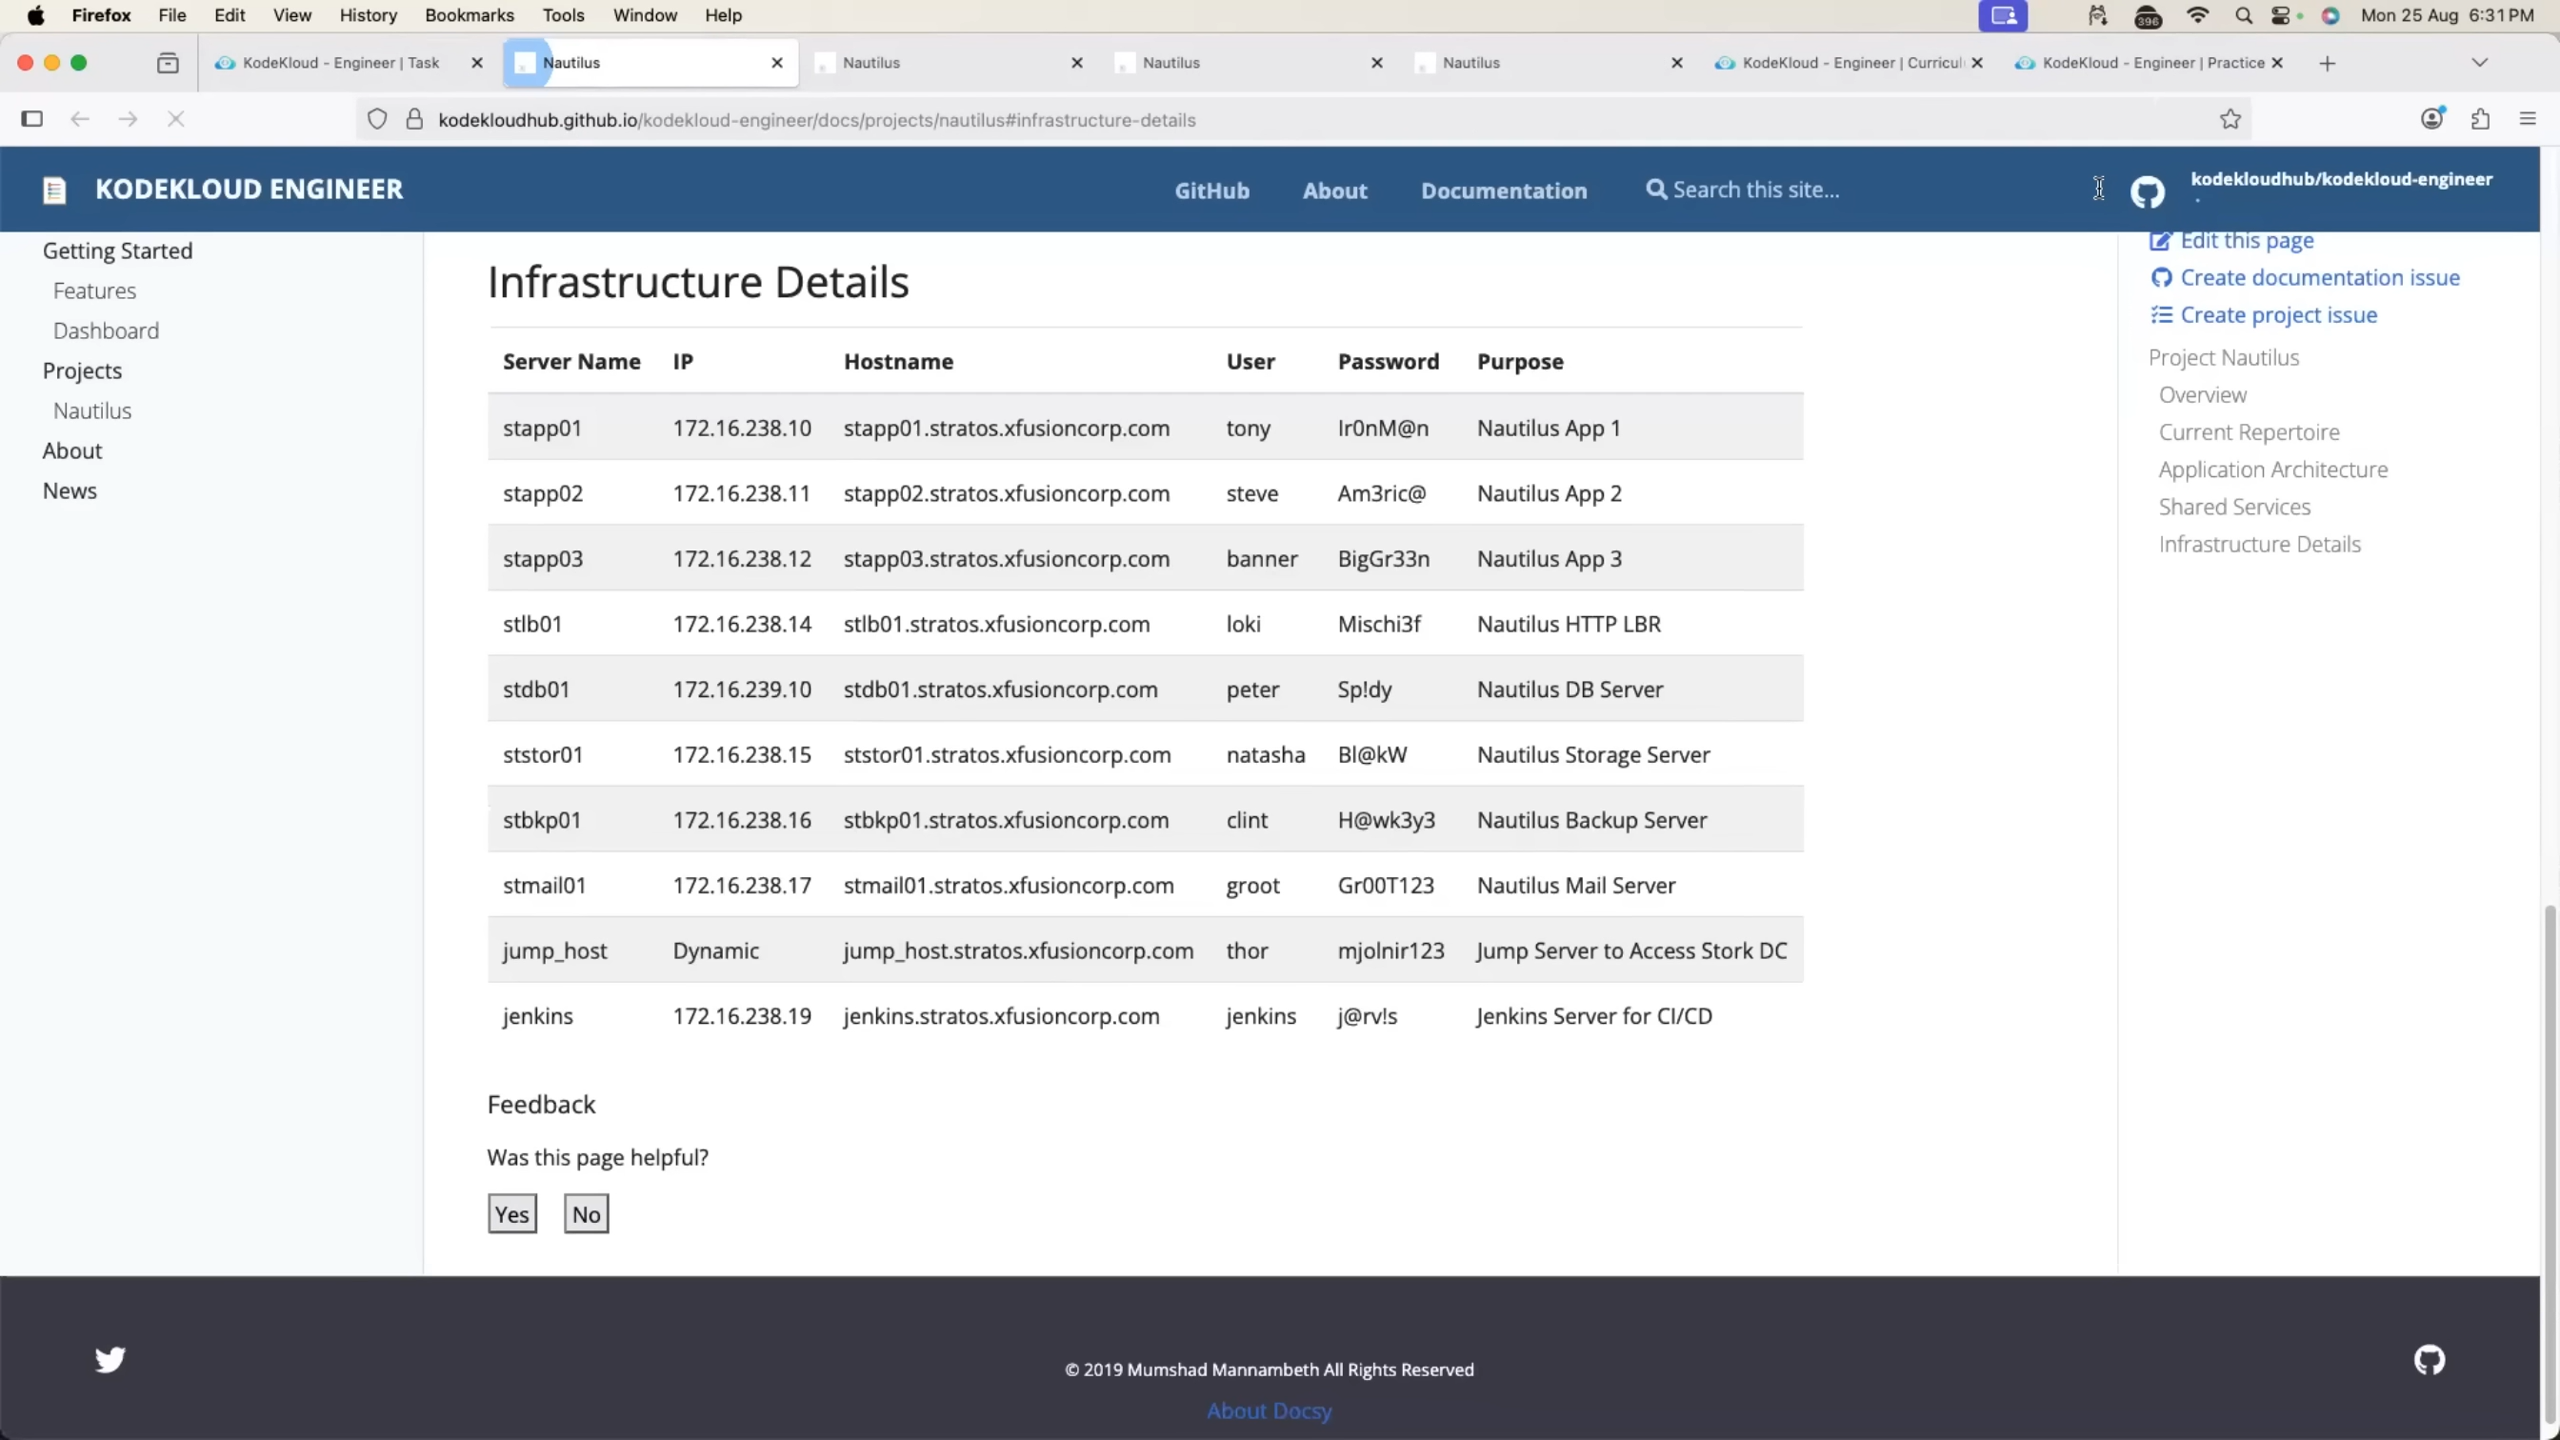 Firefox File Edit View History Bookmarks Tools Window Help 396 Mon 25 Aug 6:31 PM
KodeKloud - Engineer | Task Nautilus Nautilus Nautilus Nautilus KodeKloud - Engineer | Curricul KodeKloud - Engineer | Practice
kodekloudhub.github.io/kodekloud-engineer/docs/projects/nautilus#infrastructure-details
KODEKLOUD ENGINEER GitHub About Documentation Search this site... kodekloudhub/kodekloud-engineer
Getting Started
Features
Dashboard
Projects
Nautilus
About
News
Infrastructure Details
Server Name IP Hostname User Password Purpose
stapp01 172.16.238.10 stapp01.stratos.xfusioncorp.com tony Ir0nM@n Nautilus App 1
stapp02 172.16.238.11 stapp02.stratos.xfusioncorp.com steve Am3ric@ Nautilus App 2
stapp03 172.16.238.12 stapp03.stratos.xfusioncorp.com banner BigGr33n Nautilus App 3
stlb01 172.16.238.14 stlb01.stratos.xfusioncorp.com loki Mischi3f Nautilus HTTP LBR
stdb01 172.16.239.10 stdb01.stratos.xfusioncorp.com peter Sp!dy Nautilus DB Server
ststor01 172.16.238.15 ststor01.stratos.xfusioncorp.com natasha Bl@kW Nautilus Storage Server
stbkp01 172.16.238.16 stbkp01.stratos.xfusioncorp.com clint H@wk3y3 Nautilus Backup Server
stmail01 172.16.238.17 stmail01.stratos.xfusioncorp.com groot Gr00T123 Nautilus Mail Server
jump_host Dynamic jump_host.stratos.xfusioncorp.com thor mjolnir123 Jump Server to Access Stork DC
jenkins 172.16.238.19 jenkins.stratos.xfusioncorp.com jenkins j@rv!s Jenkins Server for CI/CD
Feedback
Was this page helpful?
Yes No
Edit this page
Create documentation issue
Create project issue
Project Nautilus
Overview
Current Repertoire
Application Architecture
Shared Services
Infrastructure Details
© 2019 Mumshad Mannambeth All Rights Reserved
About Docsy